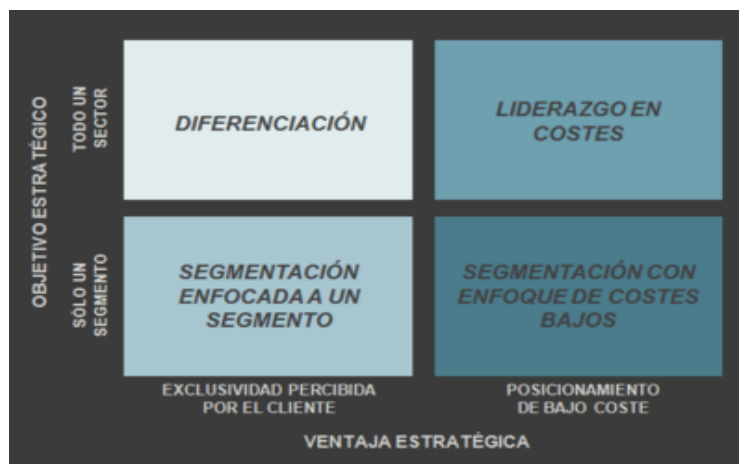 OBJETIVO ESTRATÉGICO
TODO UN
SECTOR
DIFERENCIACIÓN
LIDERAZGO EN
COSTES
SÓLO UN
SEGMENTO
SEGMENTACIÓN
ENFOCADA A UN
SEGMENTO
SEGMENTACIÓN CON
ENFOQUE DE COSTES
BAJOS
EXCLUSIVIDAD PERCIBIDA
POR EL CLIENTE
POSICIONAMIENTO
DE BAJO COSTE
VENTAJA ESTRATÉGICA